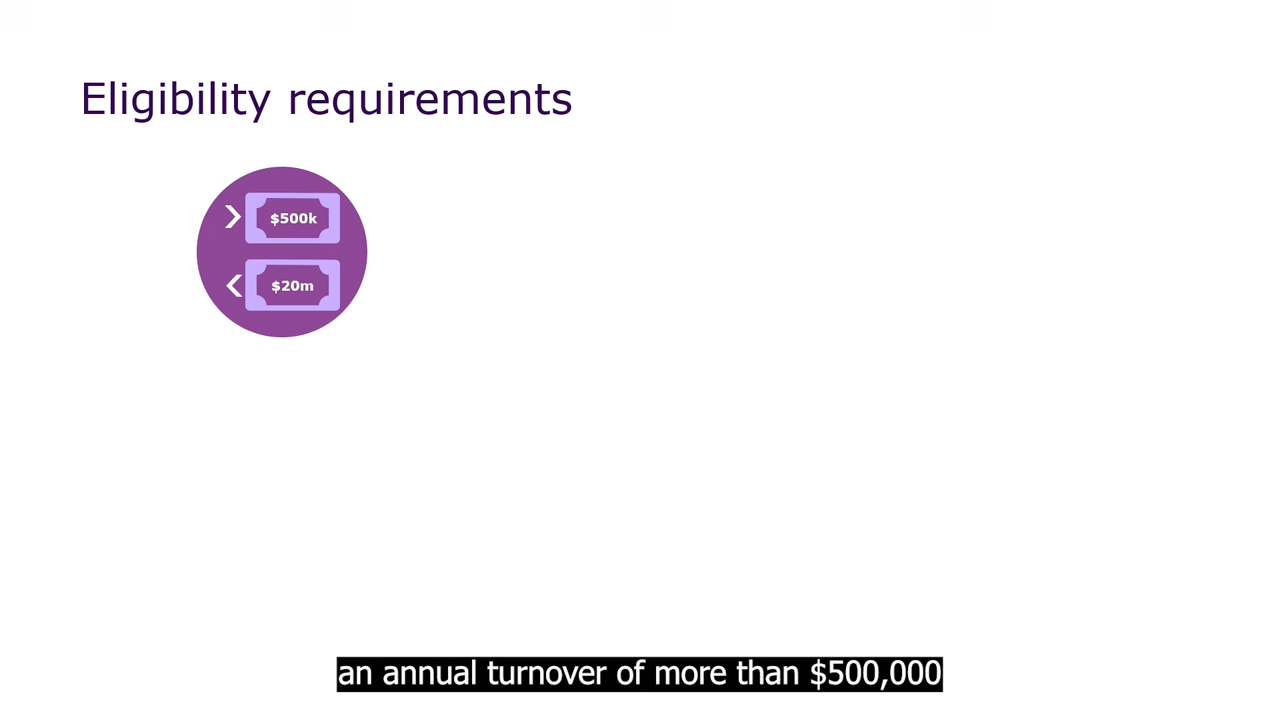 Eligibility requirements
> $500k
< $20m
an annual turnover of more than $500,000